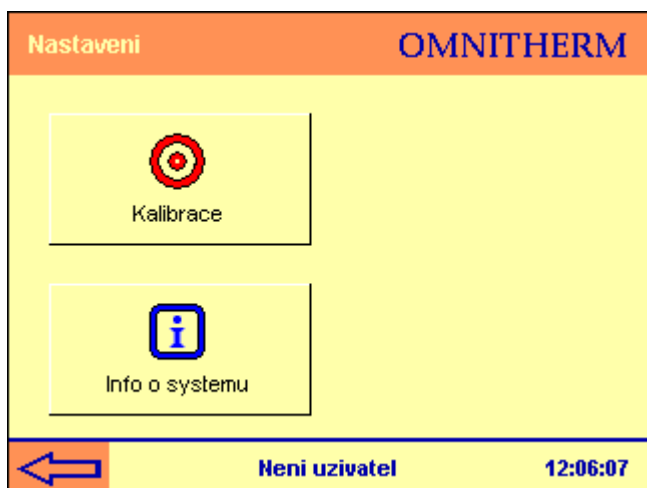 Nastaveni OMNITHERM
Kalibrace
Info o systemu
Neni uzivatel 12:06:07